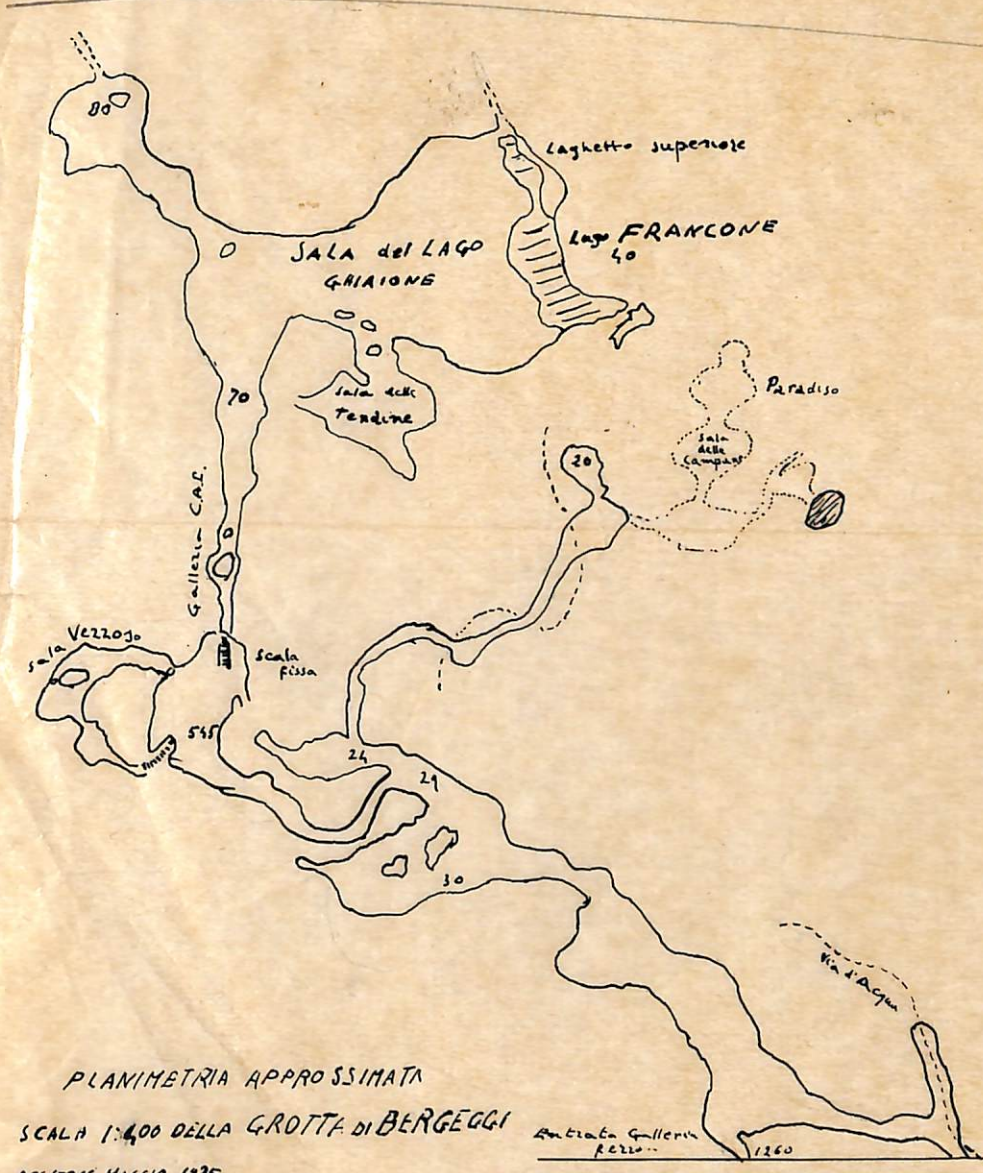 80
Laghetto superiore
Lago FRANCONE
40
SALA del LAGO
GHIAIONE
Paradiso
Sala delle
Tendine
70
Sala
delle
Campane
20
Galleria C.A.I.
Sala Vezzoso
Scala
fissa
545
24
29
30
Via d'Acqua
PLANIMETRIA APPROSSIMATA
SCALA 1:400 DELLA GROTTA DI BERGEGGI
Entrata Galleria
1260
MAGGIO